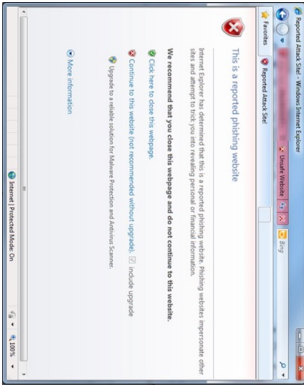 Reported Attack Site! - Windows Internet Explorer
Unsafe Website
Bing
Favorites
Reported Attack Site!
This is a reported phishing website
Internet Explorer has determined that this is a reported phishing website. Phishing websites impersonate other
sites and attempt to trick you into revealing personal or financial information.
We recommend that you close this webpage and do not continue to this website.
Click here to close this webpage.
Continue to this website (not recommended without upgrade). include upgrade
Upgrade to a reliable solution for Malware Protection and Antivirus Scanner.
More information
Internet | Protected Mode: On
100%